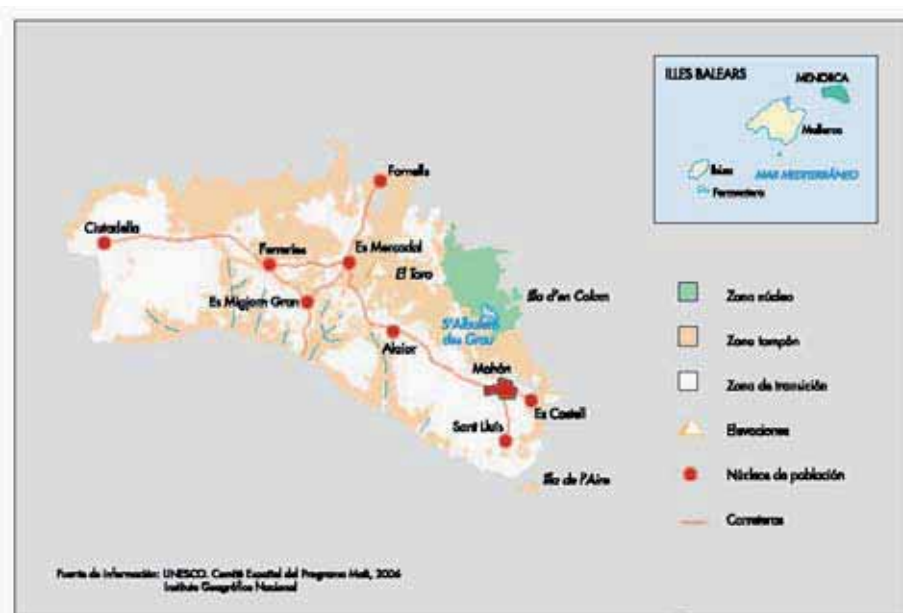 ILLES BALEARS
MENORCA
Mallorca
MAR MEDITERRÁNEO
Ibiza
Formentera
Fornells
Ciutadella
Ferreries
Es Mercadal
El Toro
Es Migjorn Gran
Illa d'en Colom
S'Albufera
des Grau
Alaior
Mahón
Es Castell
Sant Lluís
Illa de l'Aire
Zona núcleo
Zona tampón
Zona de transición
Elevaciones
Núcleos de población
Carreteras
Fuente de información: UNESCO. Comité Español del Programa MaB, 2006
Instituto Geográfico Nacional